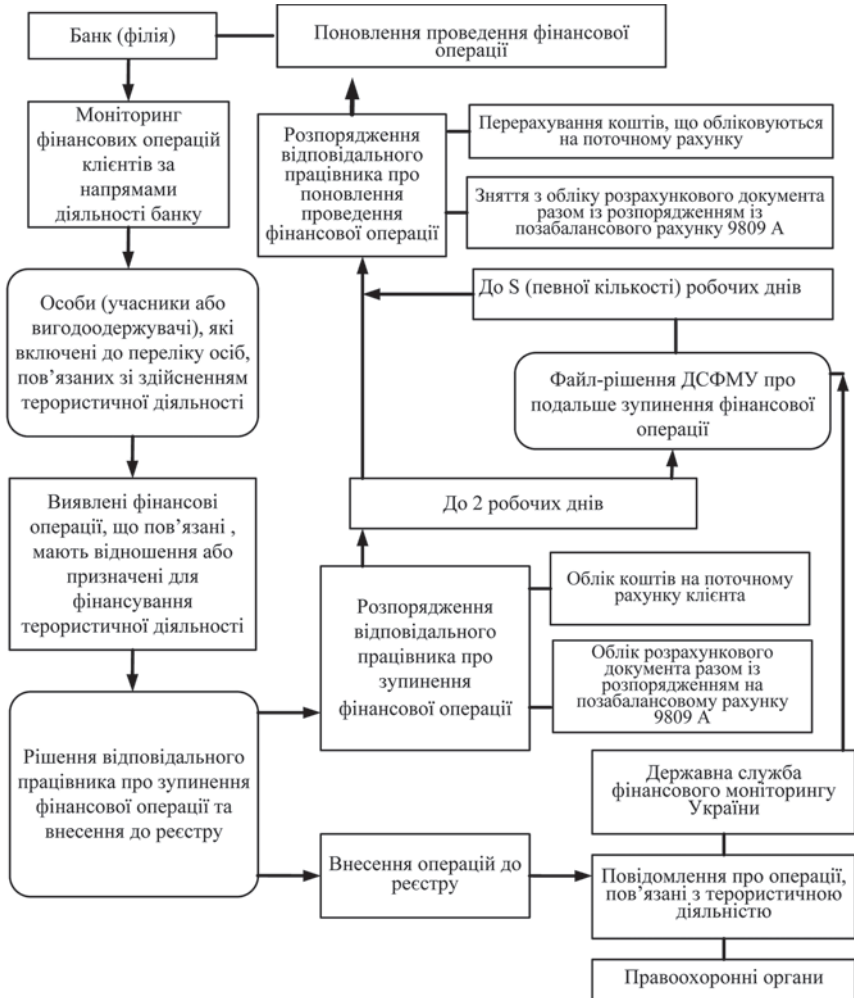 Банк (філія)
Поновлення проведення фінансової
операції
Моніторинг
фінансових операцій
клієнтів за
напрямами
діяльності банку
Розпорядження
відповідального
працівника про
поновлення
проведення
фінансової операції
Перерахування коштів, що обліковуються
на поточному рахунку
Зняття з обліку розрахункового документа
разом із розпорядженням із
позабалансового рахунку 9809 А
Особи (учасники або
вигодоодержувачі), які
включені до переліку осіб,
пов’язаних зі здійсненням
терористичної діяльності
До S (певної кількості) робочих днів
Файл-рішення ДСФМУ про
подальше зупинення фінансової
операції
Виявлені фінансові
операції, що пов’язані ,
мають відношення або
призначені для
фінансування
терористичної діяльності
До 2 робочих днів
Розпорядження
відповідального
працівника про
зупинення
фінансової операції
Облік коштів на поточному
рахунку клієнта
Облік розрахункового
документа разом із
розпорядженням на
позабалансовому рахунку
9809 А
Рішення відповідального
працівника про зупинення
фінансової операції та
внесення до реєстру
Державна служба
фінансового моніторингу
України
Внесення операцій до
реєстру
Повідомлення про операції,
пов’язані з терористичною
діяльністю
Правоохоронні органи